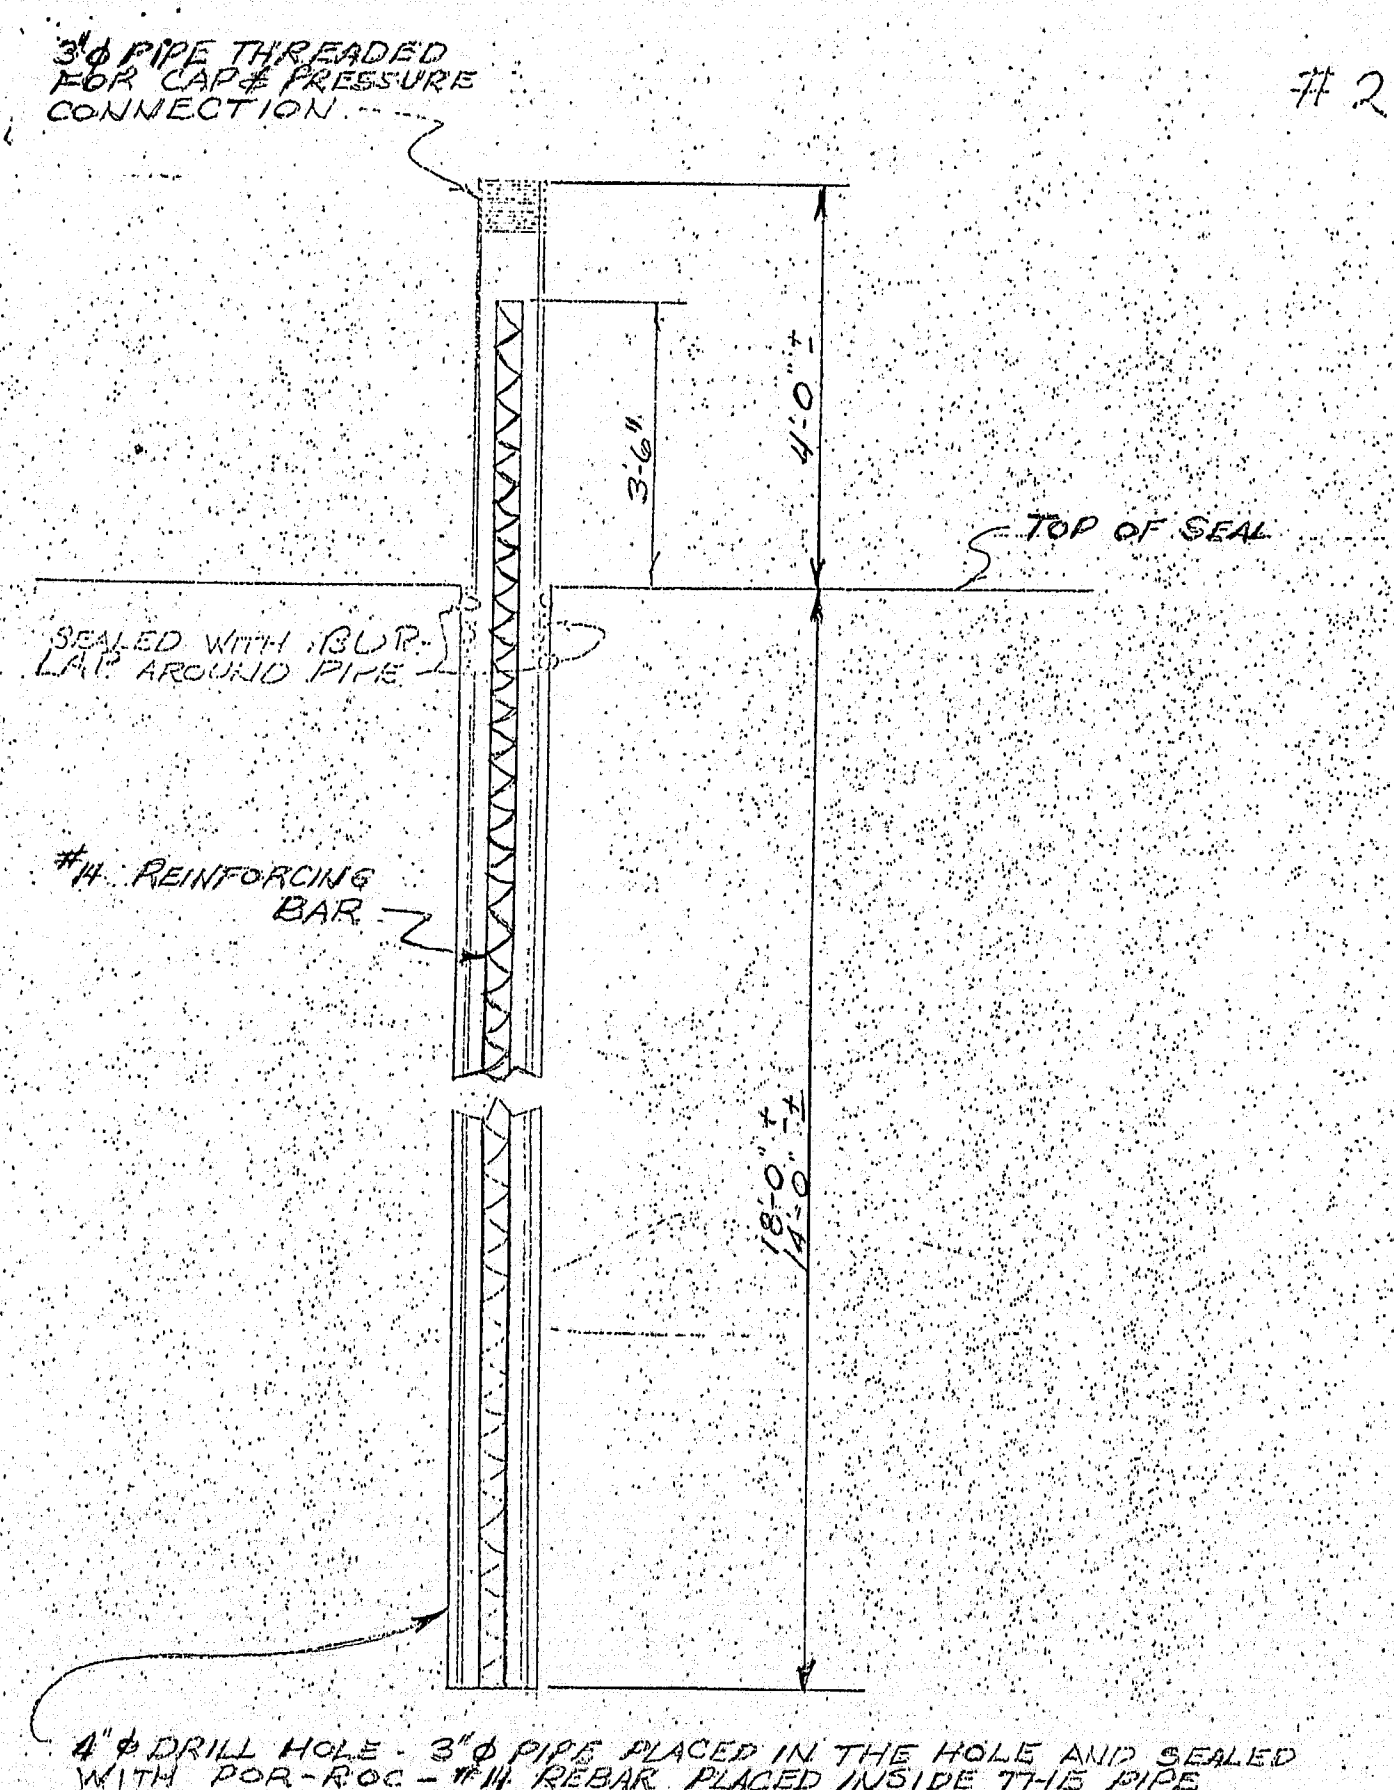 3"φ PIPE THREADED
FOR CAP & PRESSURE
CONNECTION.
#2
4'-0" ±
3'-6"
TOP OF SEAL
SEALED WITH BUR-
LAP AROUND PIPE
#14 REINFORCING
BAR
18'-0" ±
14'-0" ±
4"φ DRILL HOLE - 3"φ PIPE PLACED IN THE HOLE AND SEALED
WITH POR-ROC - #14 REBAR PLACED INSIDE THE PIPE